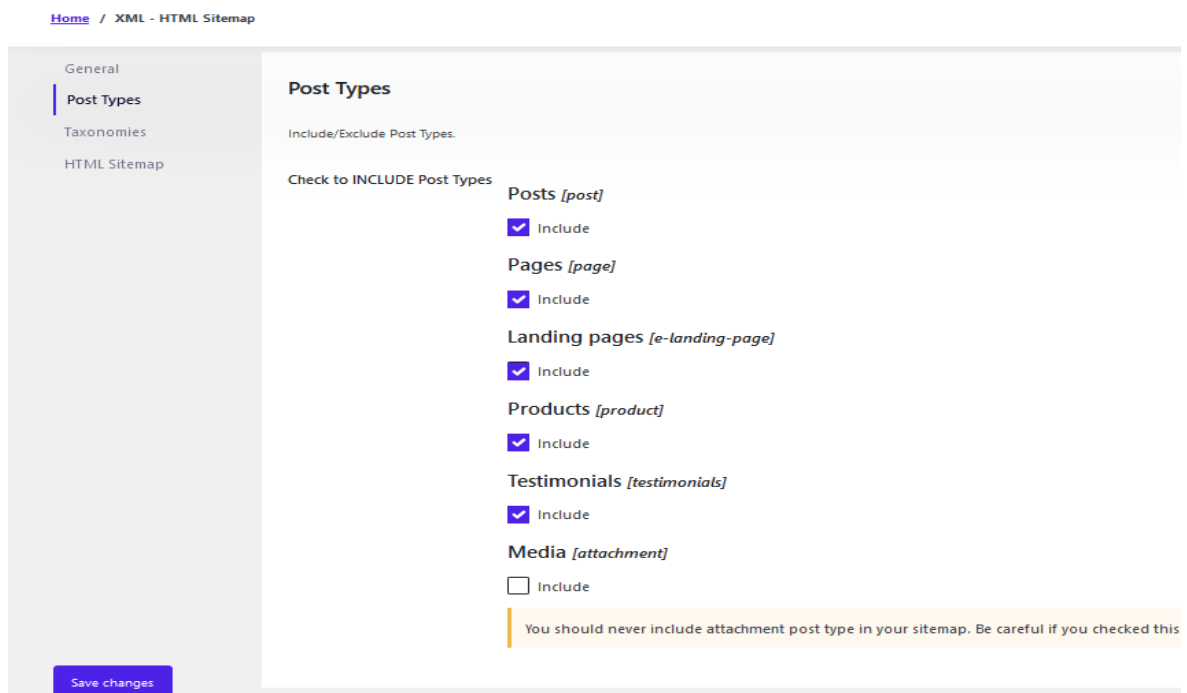 Home / XML - HTML Sitemap
General
Post Types
Taxonomies
HTML Sitemap
Post Types
Include/Exclude Post Types.
Check to INCLUDE Post Types
Posts [post]
Include
Pages [page]
Include
Landing pages [e-landing-page]
Include
Products [product]
Include
Testimonials [testimonials]
Include
Media [attachment]
Include
You should never include attachment post type in your sitemap. Be careful if you checked this
Save changes